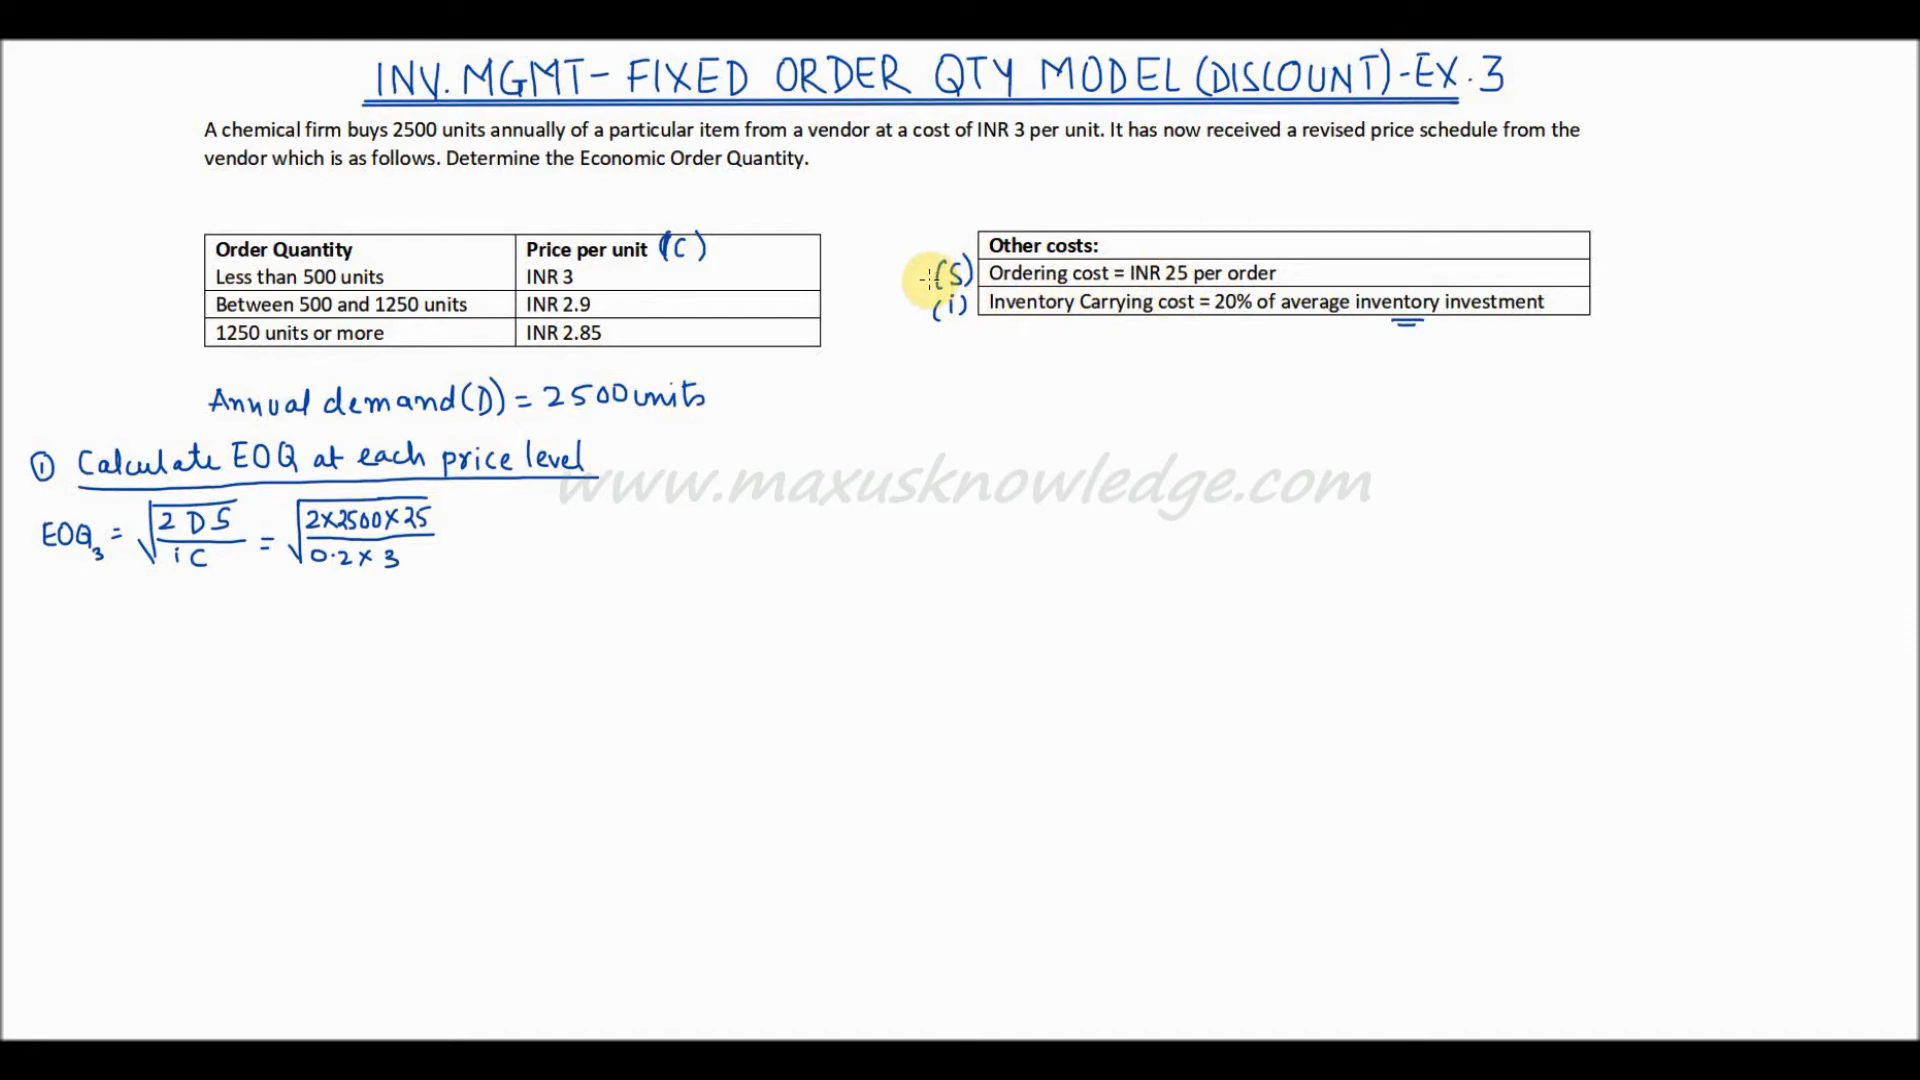 INV. MGMT - FIXED ORDER QTY MODEL (DISCOUNT) - EX. 3
A chemical firm buys 2500 units annually of a particular item from a vendor at a cost of INR 3 per unit. It has now received a revised price schedule from the
vendor which is as follows. Determine the Economic Order Quantity.
Order Quantity Price per unit (C)
Less than 500 units INR 3
Between 500 and 1250 units INR 2.9
1250 units or more INR 2.85
Other costs:
(S) Ordering cost = INR 25 per order
(i) Inventory Carrying cost = 20% of average inventory investment
Annual demand (D) = 2500 units
① Calculate EOQ at each price level
www.maxusknowledge.com
EOQ₃ = √(2DS / iC) = √(2×2500×25 / 0.2×3)